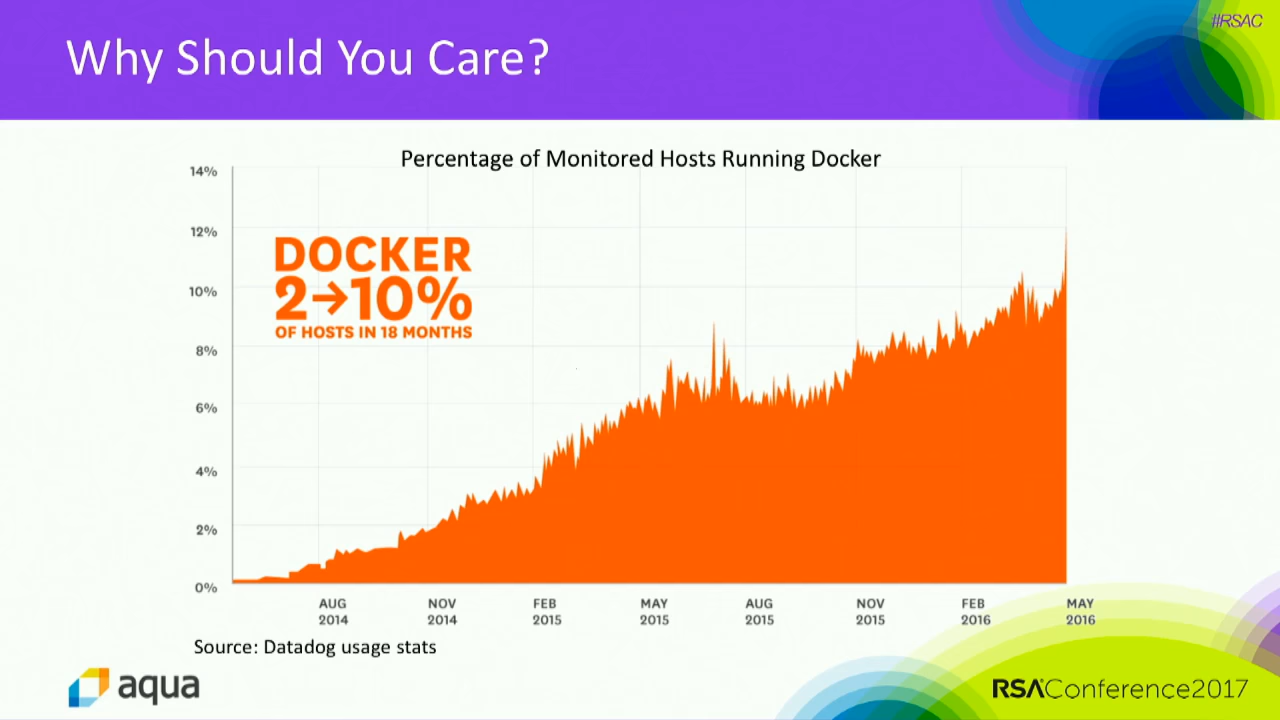 #RSAC
Why Should You Care?
Percentage of Monitored Hosts Running Docker
14%
12%
10%
8%
6%
4%
2%
0%
DOCKER
2→10%
OF HOSTS IN 18 MONTHS
AUG 2014
NOV 2014
FEB 2015
MAY 2015
AUG 2015
NOV 2015
FEB 2016
MAY 2016
Source: Datadog usage stats
aqua
RSAConference2017